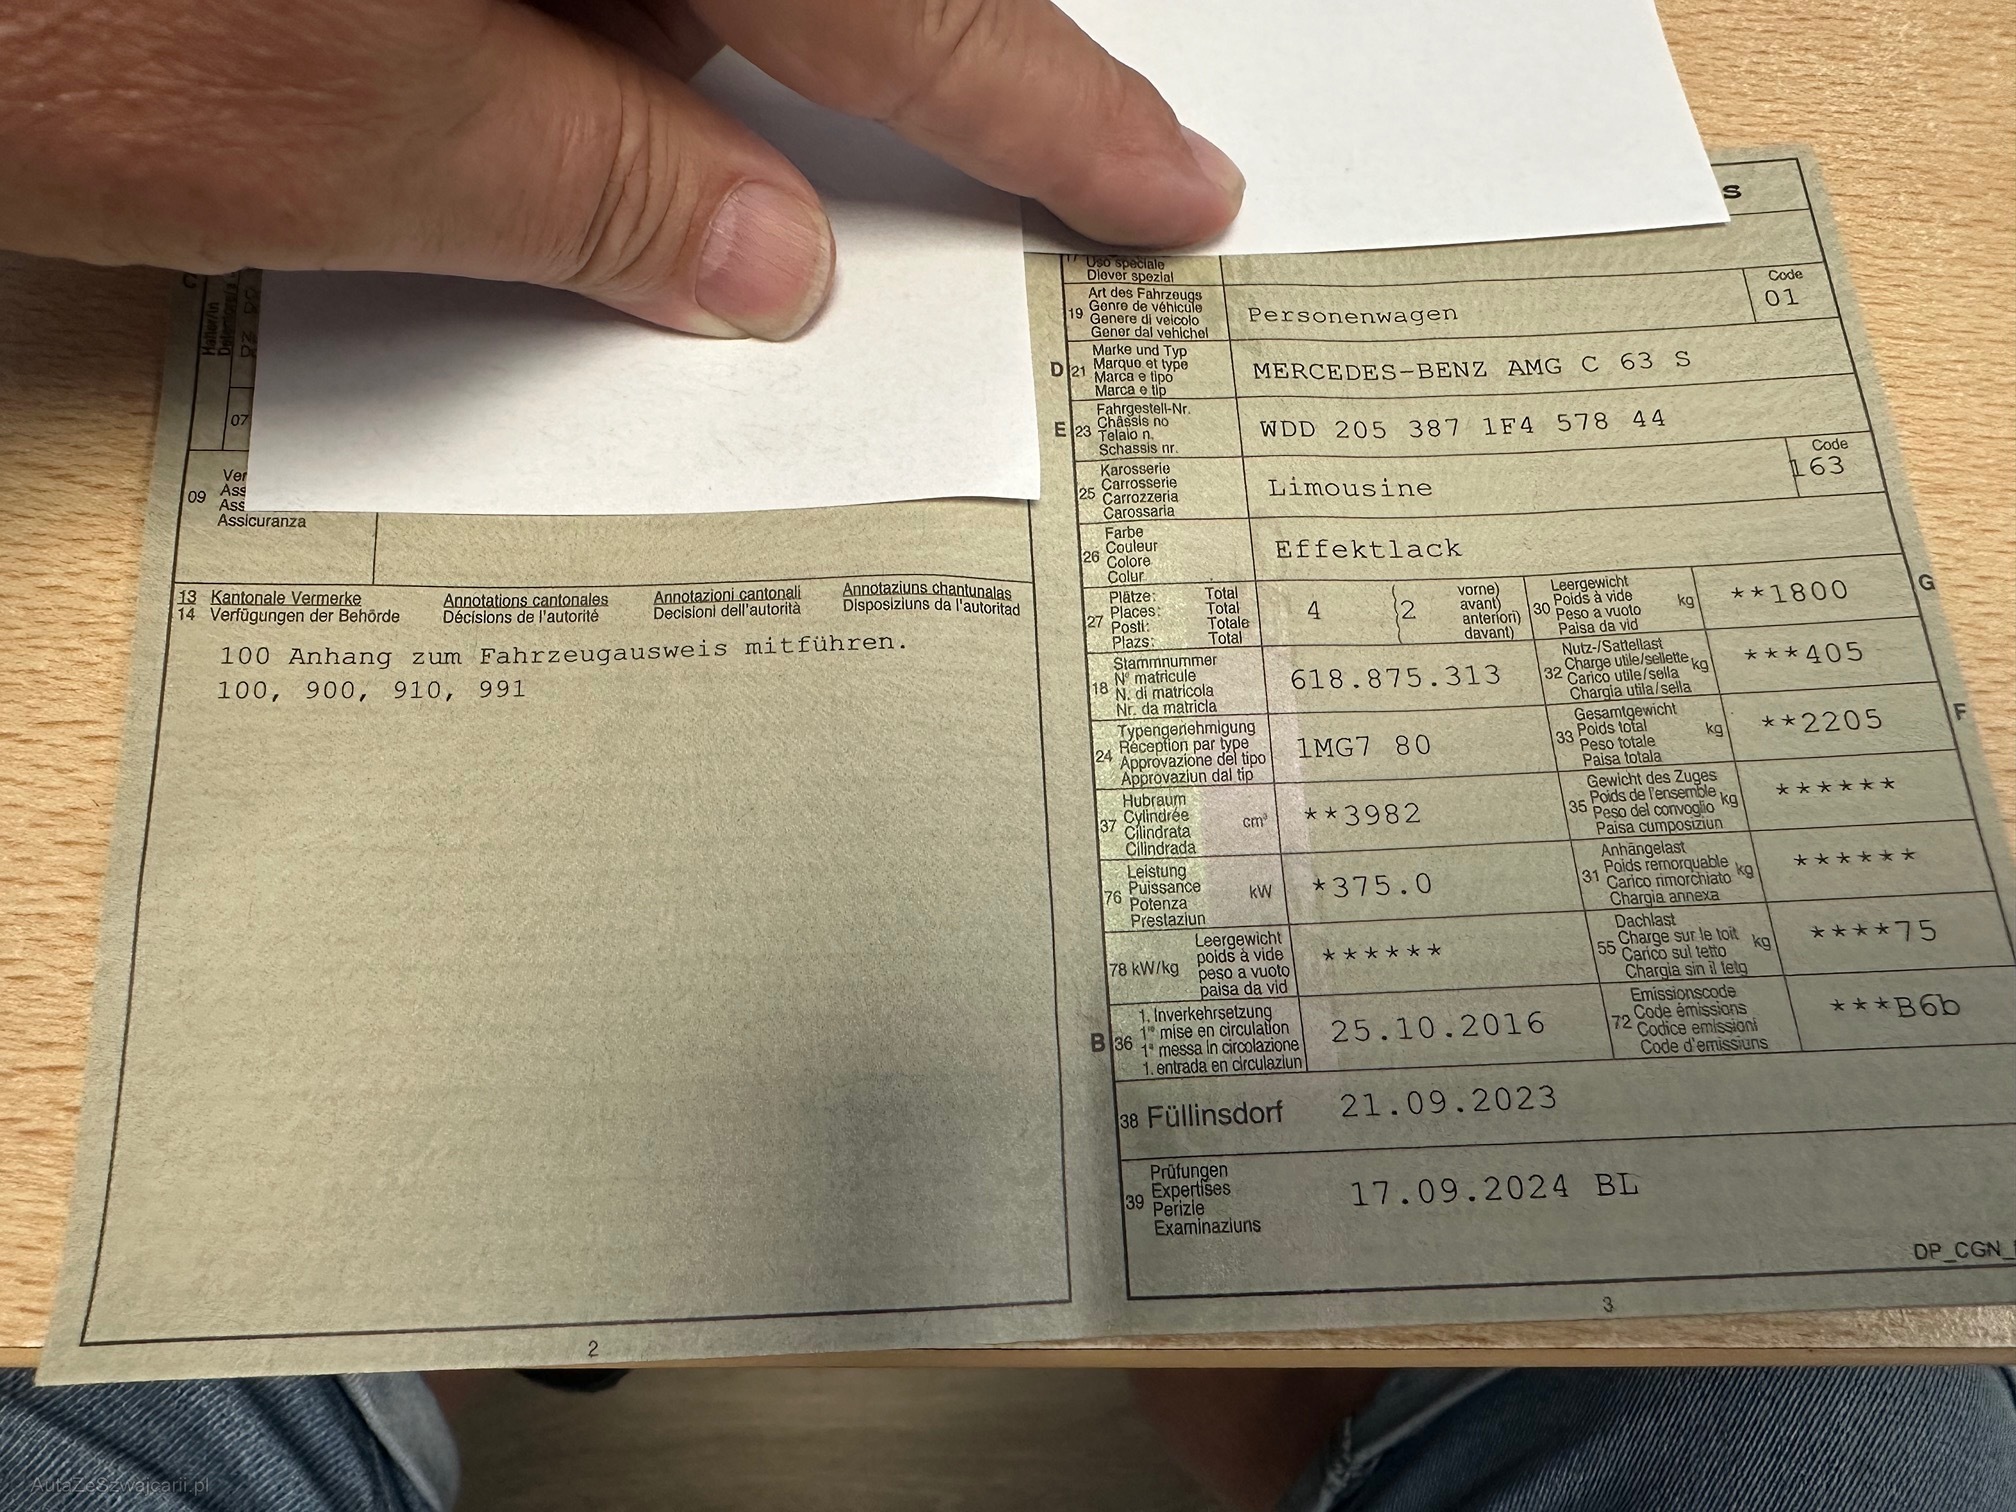 s
Uso speciale
Diever spezial
19 Art des Fahrzeugs
Genre de véhicule
Genere di veicolo
Gener dal vehichel
Personenwagen
Code
01
D 21 Marke und Typ
Marque et type
Marca e tipo
Marca e tip
MERCEDES-BENZ AMG C 63 S
E 23 Fahrgestell-Nr.
Châssis no
Telaio n.
Schassis nr.
WDD 205 387 1F4 578 44
25 Karosserie
Carrosserie
Carrozzeria
Carossaria
Limousine
Code
163
26 Farbe
Couleur
Colore
Colur
Effektlack
27 Plätze: Total
Places: Total
Posti: Totale
Plazs: Total
4
2
vorne)
avant)
anteriori)
davant)
30 Leergewicht
Poids à vide
Peso a vuoto
Paisa da vid
kg
**1800
G
18 Stammnummer
N° matricule
N. di matricola
Nr. da matricla
618.875.313
32 Nutz-/Sattellast
Charge utile/sellette
Carico utile/sella
Chargia utila/sella
kg
***405
24 Typengenehmigung
Réception par type
Approvazione del tipo
Approvaziun dal tip
1MG7 80
33 Gesamtgewicht
Poids total
Peso totale
Paisa totala
kg
**2205
F
37 Hubraum
Cylindrée
Cilindrata
Cilindrada
cm³
**3982
35 Gewicht des Zuges
Poids de l'ensemble
Peso del convoglio
Paisa cumposiziun
kg
******
76 Leistung
Puissance
Potenza
Prestaziun
kW
*375.0
31 Anhängelast
Poids remorquable
Carico rimorchiato
Chargia annexa
kg
******
78 kW/kg
Leergewicht
poids à vide
peso a vuoto
paisa da vid
******
55 Dachlast
Charge sur le toit
Carico sul tetto
Chargia sin il tetg
kg
****75
B 36 1. Inverkehrsetzung
1re mise en circulation
1a messa in circolazione
1. entrada en circulaziun
25.10.2016
72 Emissionscode
Code émissions
Codice emissioni
Code d'emissiuns
***B6b
38 Füllinsdorf 21.09.2023
39 Prüfungen
Expertises
Perizie
Examinaziuns
17.09.2024 BL
DP_CGN_
3
C
Halter/in
07
09 Ver
Ass
Ass
Assicuranza
13 Kantonale Vermerke Annotations cantonales Annotazioni cantonali Annotaziuns chantunalas
14 Verfügungen der Behörde Décisions de l'autorité Decisioni dell'autorità Disposiziuns da l'autoritad
100 Anhang zum Fahrzeugausweis mitführen.
100, 900, 910, 991
2
AutaZeSzwajcarii.pl